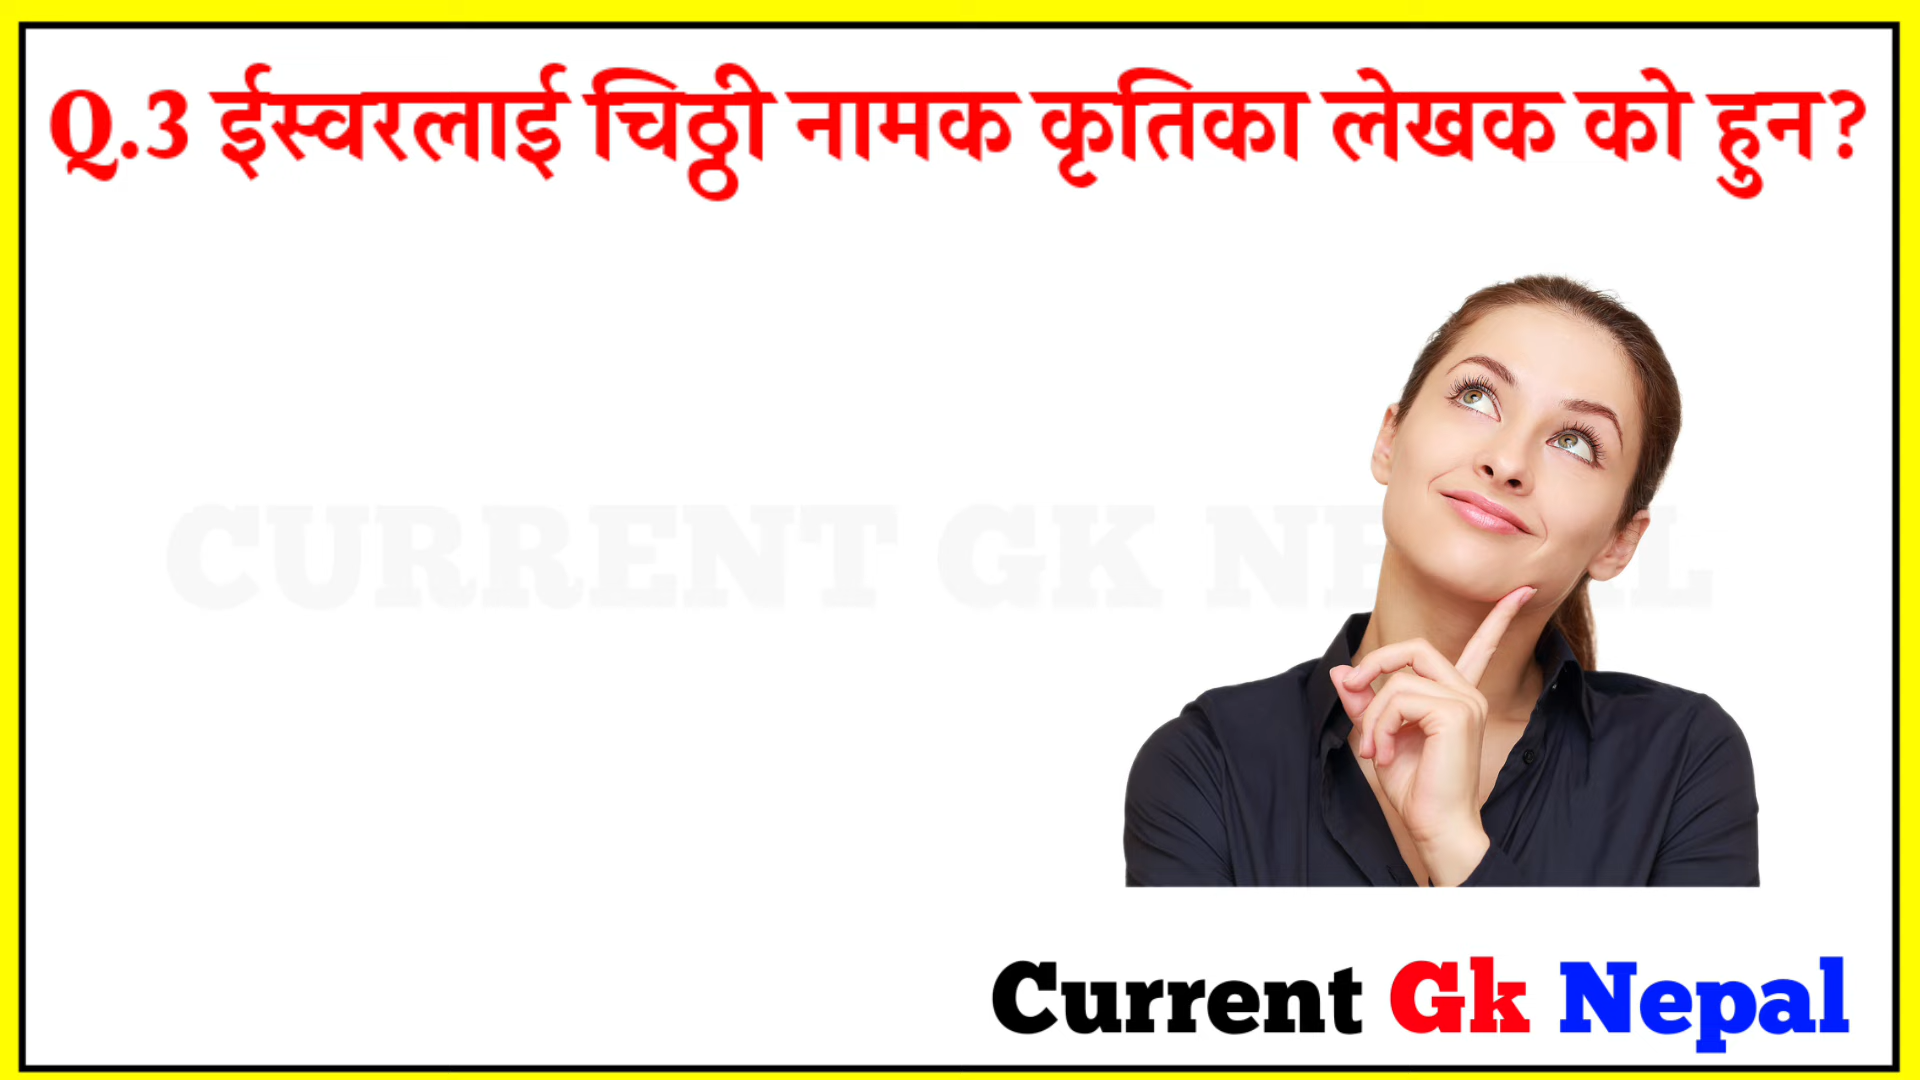 Q.3 ईस्वरलाई चिठ्ठी नामक कृतिका लेखक को हुन?
CURRENT GK NEPAL
Current Gk Nepal